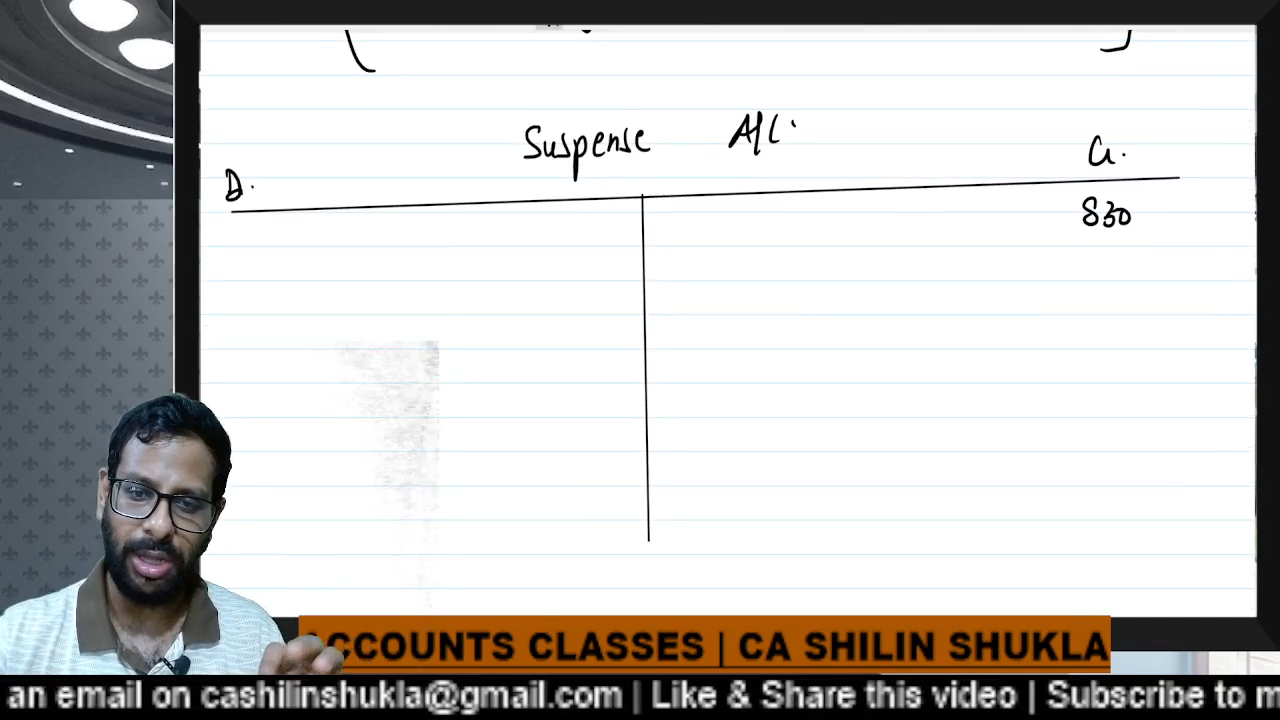 Suspense A/C.
D. Cr.
830
ACCOUNTS CLASSES | CA SHILIN SHUKLA
an email on cashilinshukla@gmail.com | Like & Share this video | Subscribe to m